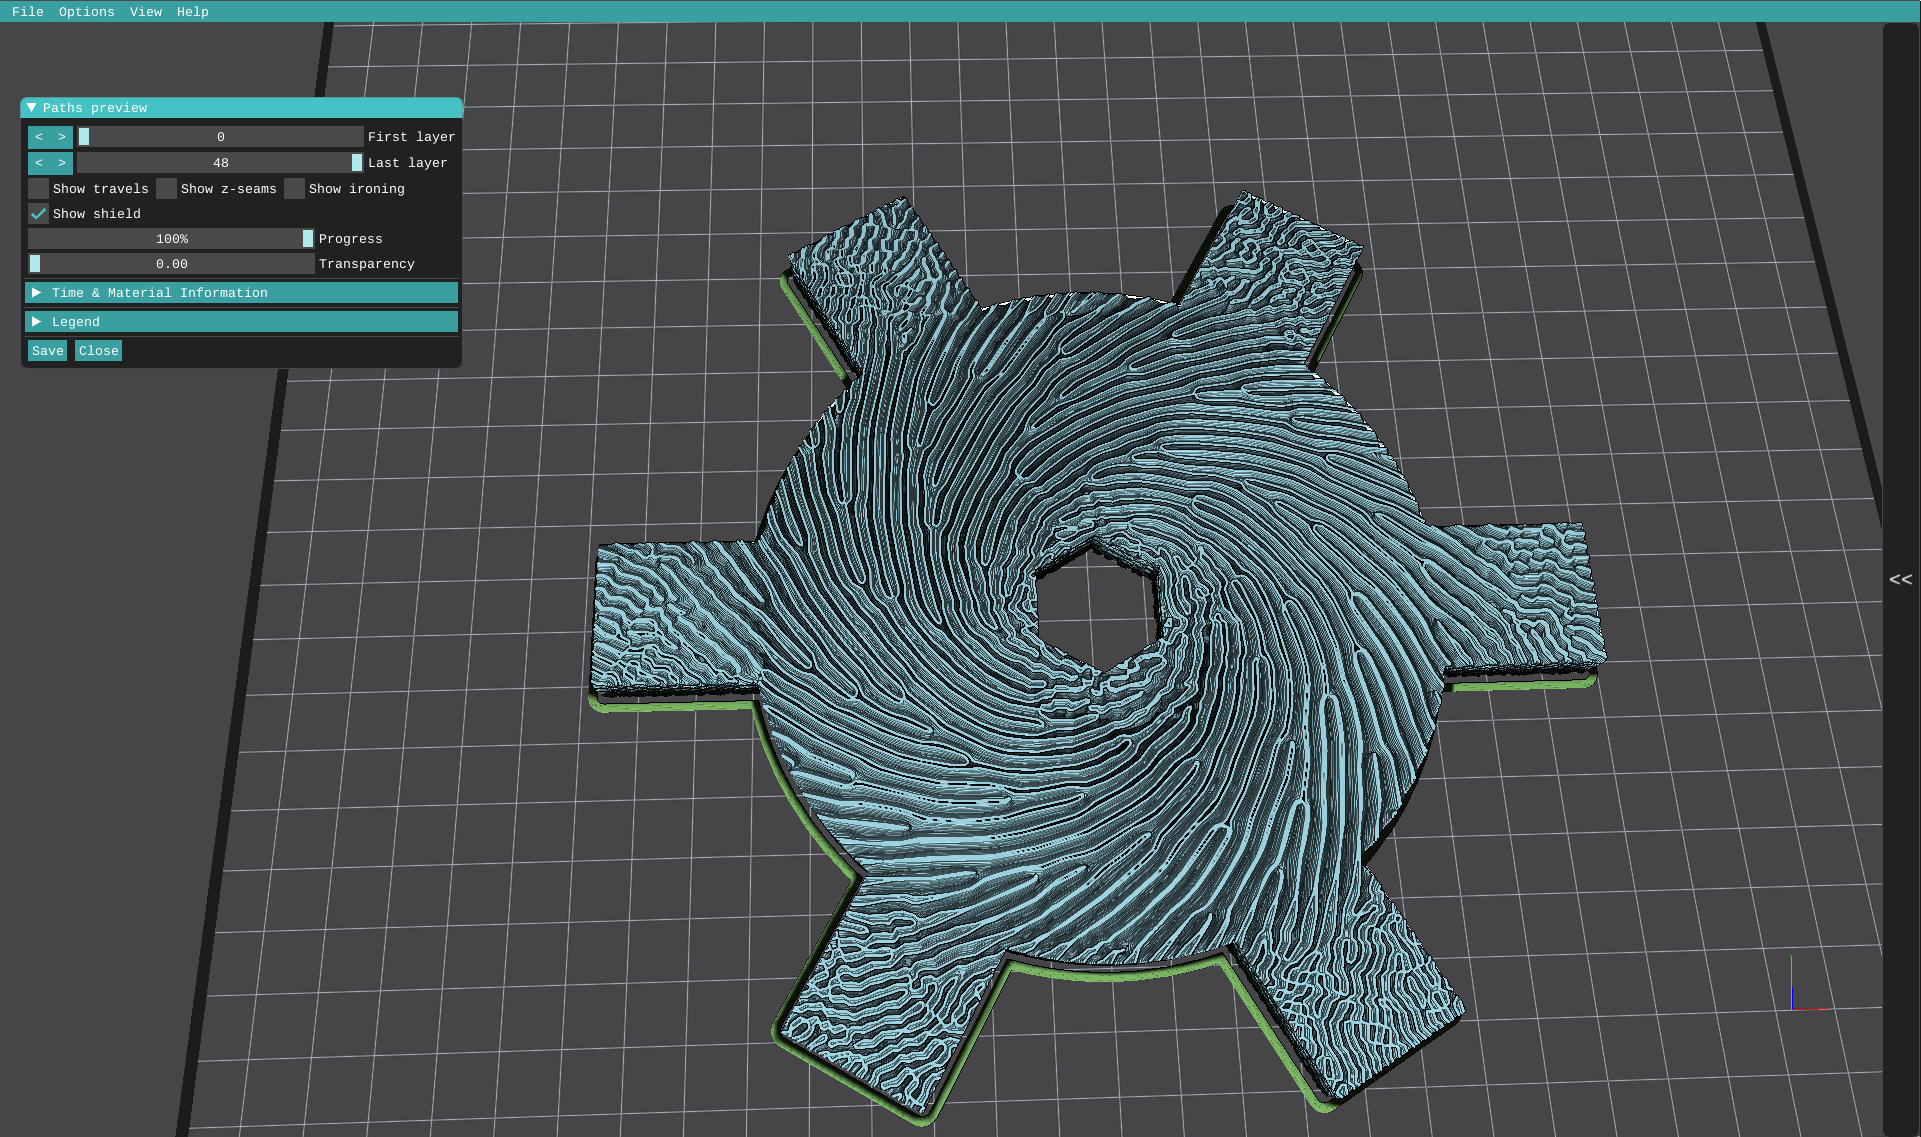 File Options View Help
Paths preview
< > 0 First layer
< > 48 Last layer
Show travels Show z-seams Show ironing
Show shield
100% Progress
0.00 Transparency
Time & Material Information
Legend
Save Close
<<